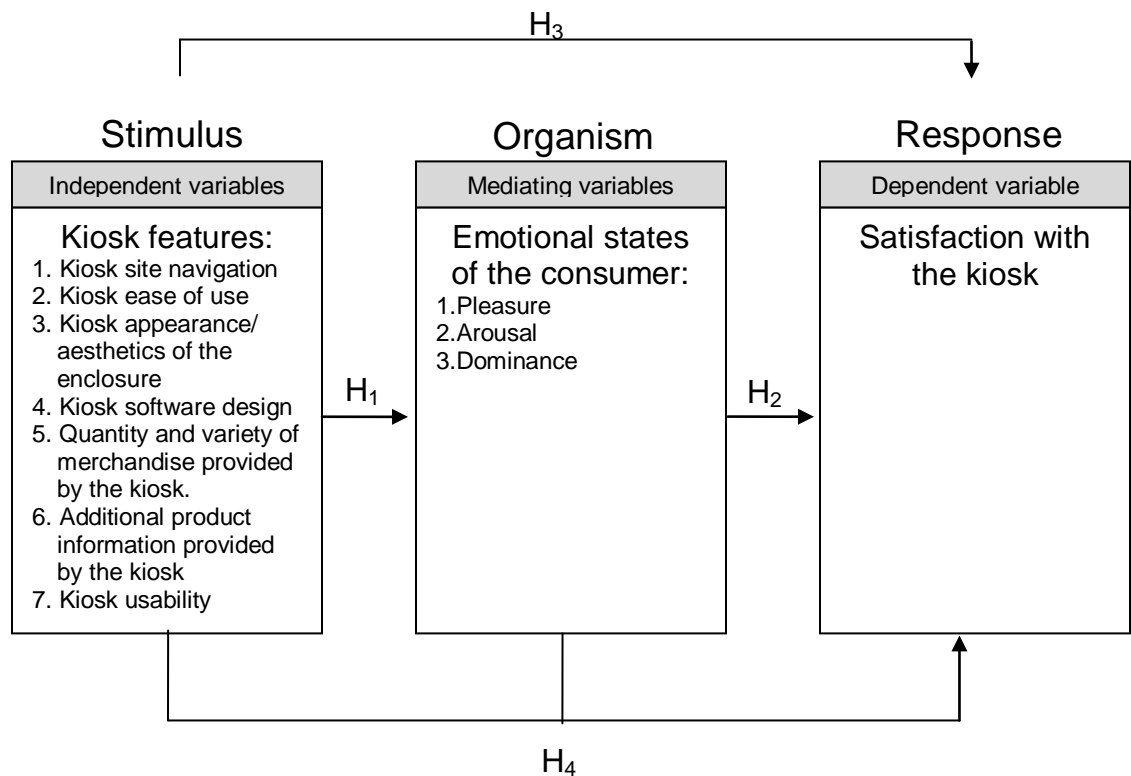 H₃
Stimulus
Independent variables
Kiosk features:
1. Kiosk site navigation
2. Kiosk ease of use
3. Kiosk appearance/
aesthetics of the
enclosure
4. Kiosk software design
5. Quantity and variety of
merchandise provided
by the kiosk.
6. Additional product
information provided
by the kiosk
7. Kiosk usability
H₁
Organism
Mediating variables
Emotional states
of the consumer:
1.Pleasure
2.Arousal
3.Dominance
H₂
Response
Dependent variable
Satisfaction with
the kiosk
H₄